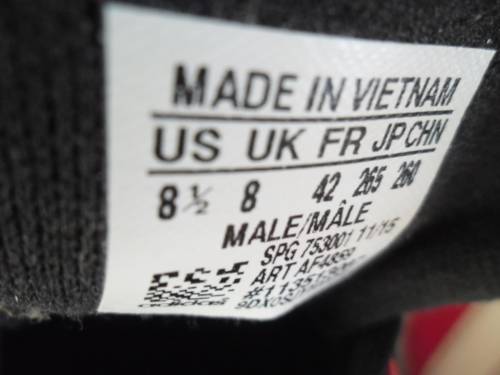 MADE IN VIETNAM
US UK FR JP CHN
8½ 8 42 265 260
MALE/MÂLE
SPG 753001 11/15
ART